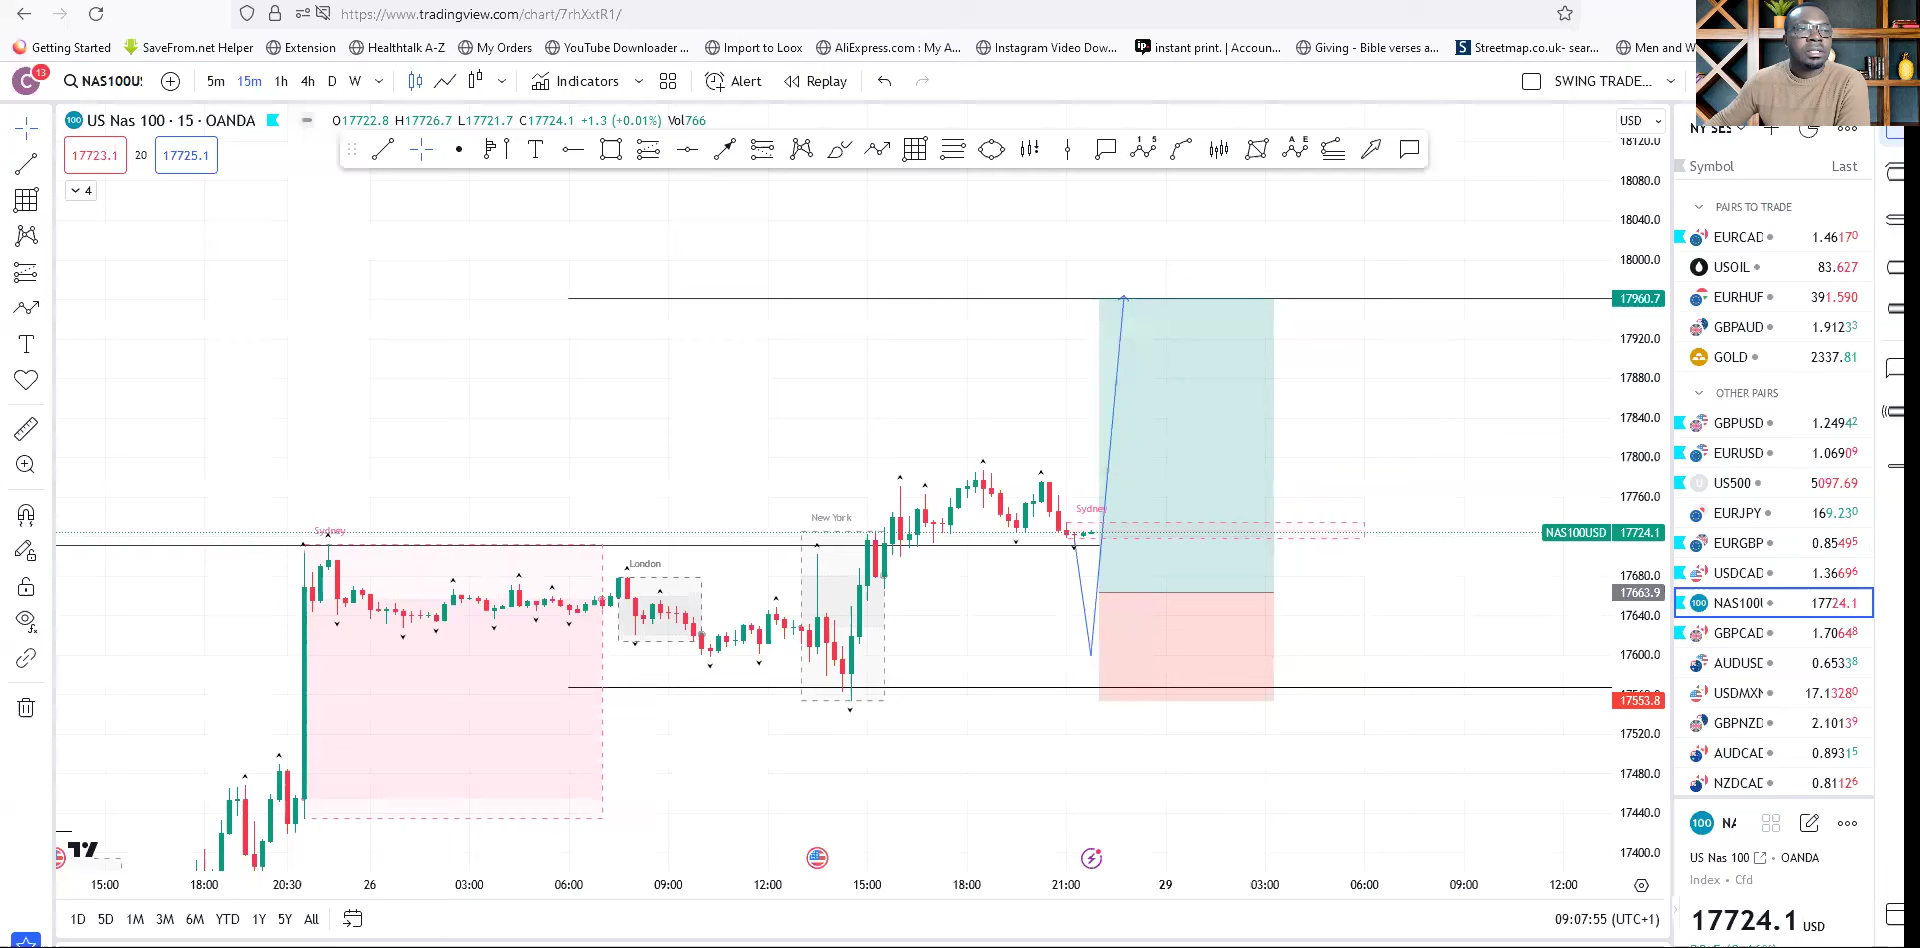 https://www.tradingview.com/chart/7rhXxtR1/
Getting Started SaveFrom.net Helper Extension Healthtalk A-Z My Orders YouTube Downloader ... Import to Loox AliExpress.com : My A... Instagram Video Dow... ip. instant print. | Accoun... Giving - Bible verses a... S Streetmap.co.uk- sear... Men and W
C 13 NAS100U: 5m 15m 1h 4h D W Indicators Alert Replay SWING TRADE...
100 US Nas 100 · 15 · OANDA O17722.8 H17726.7 L17721.7 C17724.1 +1.3 (+0.01%) Vol766
USD
NY SES
17723.1 20 17725.1
4
Symbol Last
PAIRS TO TRADE
EURCAD 1.46170
USOIL 83.627
EURHUF 391.590
GBPAUD 1.91233
GOLD 2337.81
OTHER PAIRS
GBPUSD 1.24942
EURUSD 1.06909
US500 5097.69
EURJPY 169.230
EURGBP 0.85495
USDCAD 1.36696
100 NAS100U 17724.1
GBPCAD 1.70648
AUDUSD 0.65338
USDMXN 17.13280
GBPNZD 2.10139
AUDCAD 0.89315
NZDCAD 0.81126
18120.0
18080.0
18040.0
18000.0
17960.7
17920.0
17880.0
17840.0
17800.0
17760.0
NAS100USD 17724.1
17680.0
17663.9
17640.0
17600.0
17553.8
17520.0
17480.0
17440.0
17400.0
Sydney
London
New York
Sydney
15:00 18:00 20:30 26 03:00 06:00 09:00 12:00 15:00 18:00 21:00 29 03:00 06:00 09:00 12:00
1D 5D 1M 3M 6M YTD 1Y 5Y All
09:07:55 (UTC+1)
100 NA
US Nas 100 · OANDA
Index · Cfd
17724.1 USD